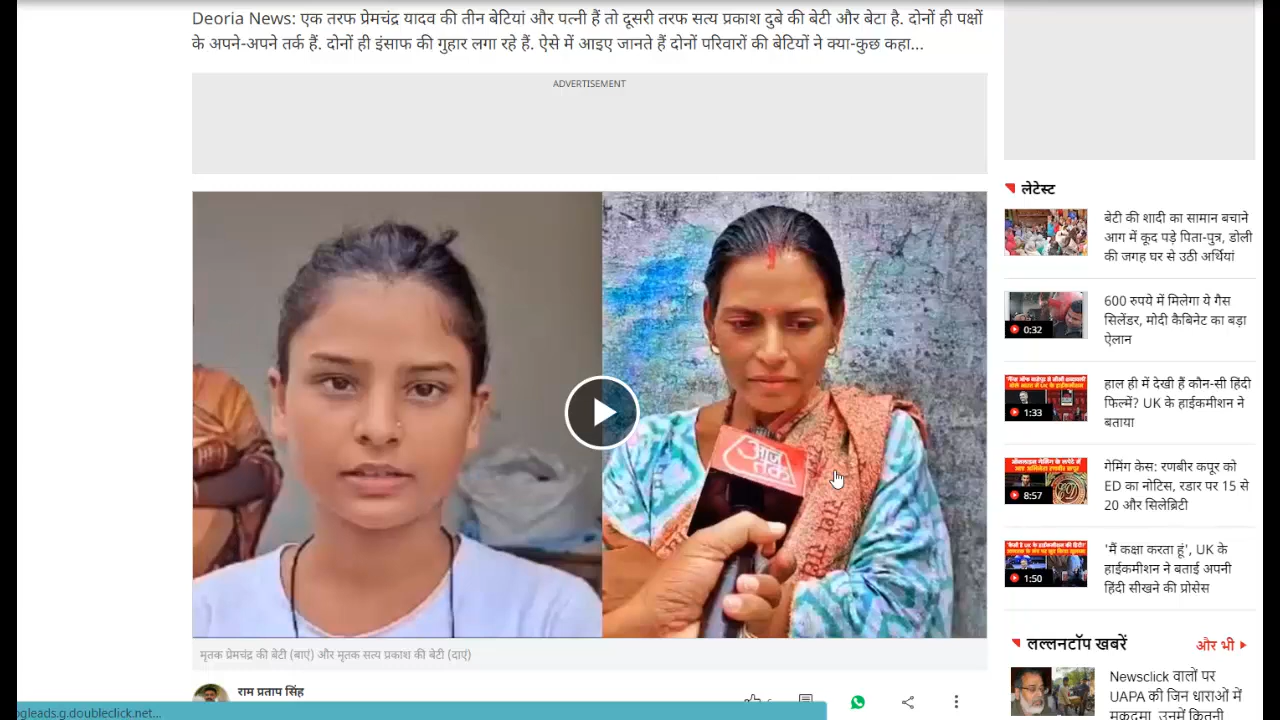 Deoria News: एक तरफ प्रेमचंद्र यादव की तीन बेटियां और पत्नी हैं तो दूसरी तरफ सत्य प्रकाश दुबे की बेटी और बेटा है. दोनों ही पक्षों
के अपने-अपने तर्क हैं. दोनों ही इंसाफ की गुहार लगा रहे हैं. ऐसे में आइए जानते हैं दोनों परिवारों की बेटियों ने क्या-कुछ कहा...
ADVERTISEMENT
आज
तक
मृतक प्रेमचंद्र की बेटी (बाएं) और मृतक सत्य प्रकाश की बेटी (दाएं)
राम प्रताप सिंह
ogleads.g.doubleclick.net...
लेटेस्ट
बेटी की शादी का सामान बचाने
आग में कूद पड़े पिता-पुत्र, डोली
की जगह घर से उठी अर्थियां
600 रुपये में मिलेगा ये गैस
सिलेंडर, मोदी कैबिनेट का बड़ा
ऐलान
0:32
हाल ही में देखी हैं कौन-सी हिंदी
फिल्में? UK के हाईकमीशन ने
बताया
1:33
गेमिंग केस: रणबीर कपूर को
ED का नोटिस, रडार पर 15 से
20 और सिलेब्रिटी
8:57
'मैं कक्षा करता हूं', UK के
हाईकमीशन ने बताई अपनी
हिंदी सीखने की प्रोसेस
1:50
लल्लनटॉप खबरें
और भी
Newsclick वालों पर
UAPA की जिन धाराओं में
मुकदमा, उनमें कितनी